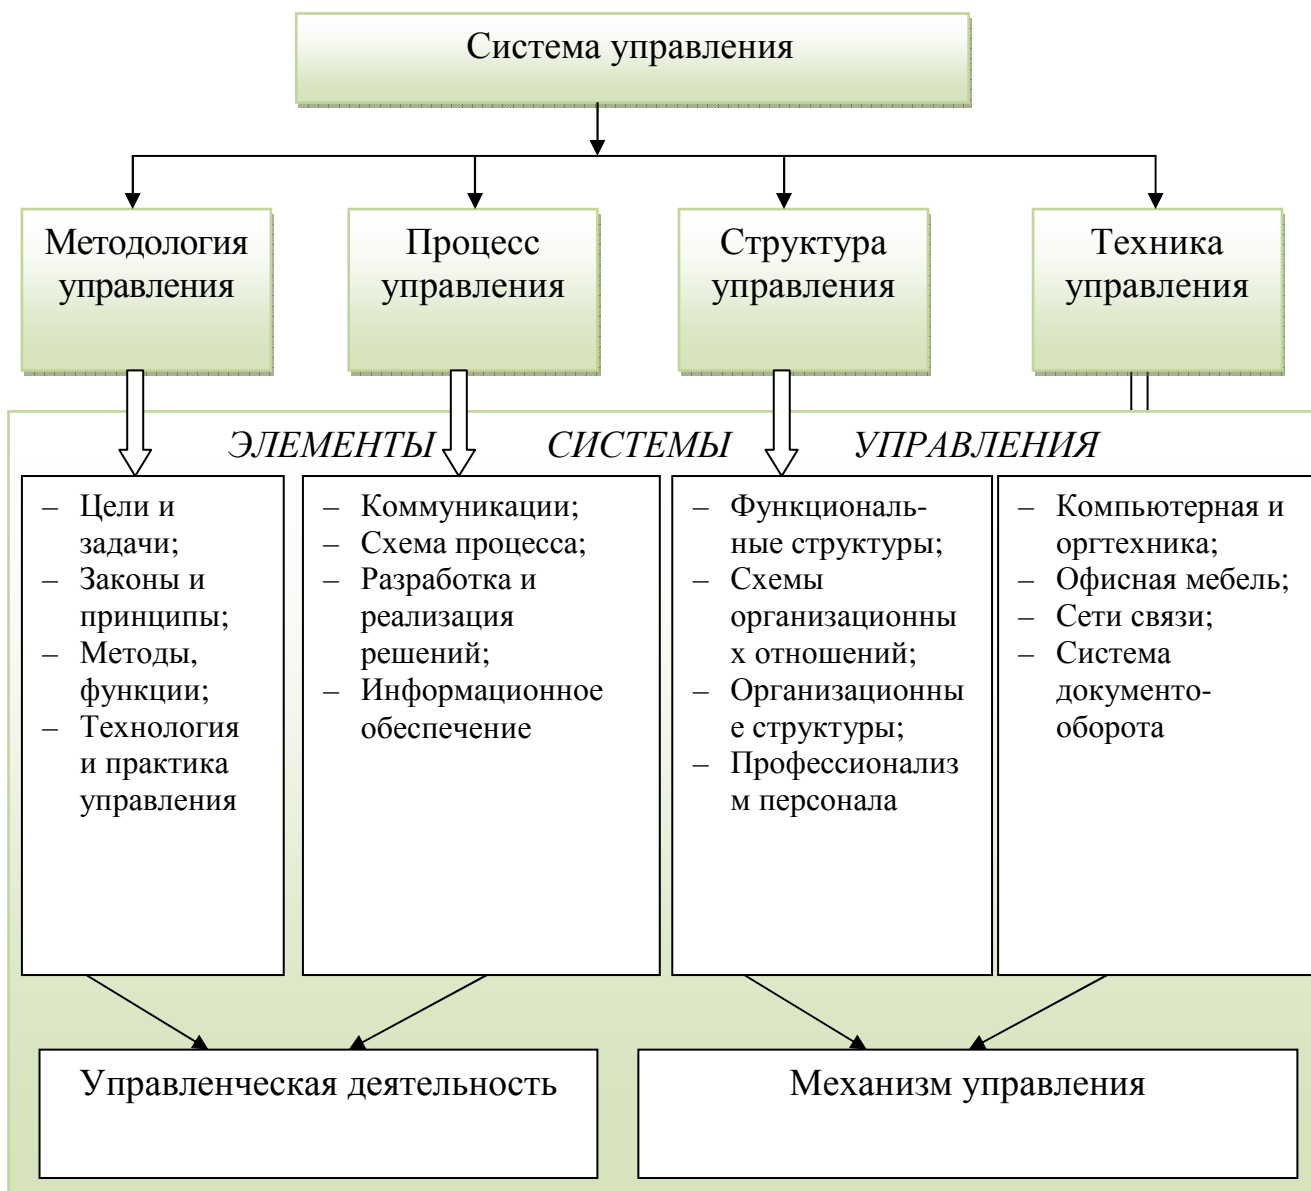 Система управления
Методология
управления
Процесс
управления
Структура
управления
Техника
управления
ЭЛЕМЕНТЫ СИСТЕМЫ УПРАВЛЕНИЯ
– Цели и
задачи;
– Законы и
принципы;
– Методы,
функции;
– Технология
и практика
управления
– Коммуникации;
– Схема процесса;
– Разработка и
реализация
решений;
– Информационное
обеспечение
– Функциональ-
ные структуры;
– Схемы
организационны
х отношений;
– Организационны
е структуры;
– Профессионализ
м персонала
– Компьютерная и
оргтехника;
– Офисная мебель;
– Сети связи;
– Система
документо-
оборота
Управленческая деятельность
Механизм управления